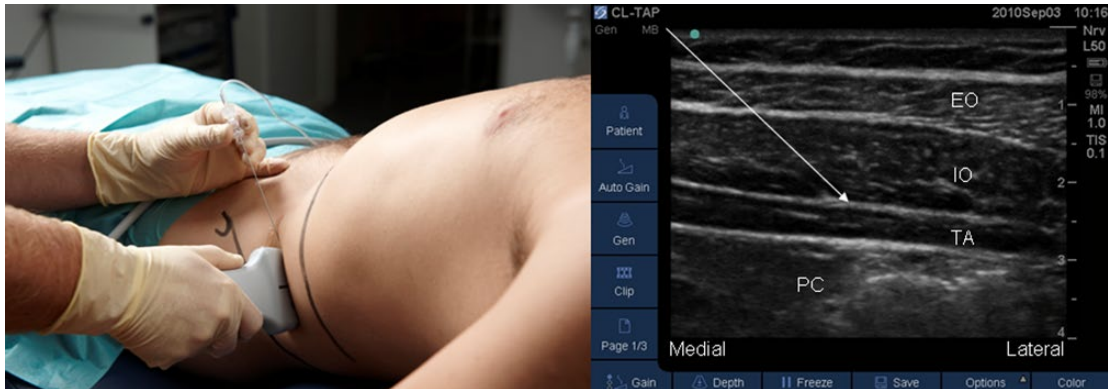 CL-TAP 2010Sep03 10:16
Gen MB Nrv
L50
98%
MI
1.0
TIS
0.1
EO
1
Patient
IO
Auto Gain
2
TA
Gen
3
PC
Clip
Page 1/3
4
Medial Lateral
Gain Depth Freeze Save Options Color